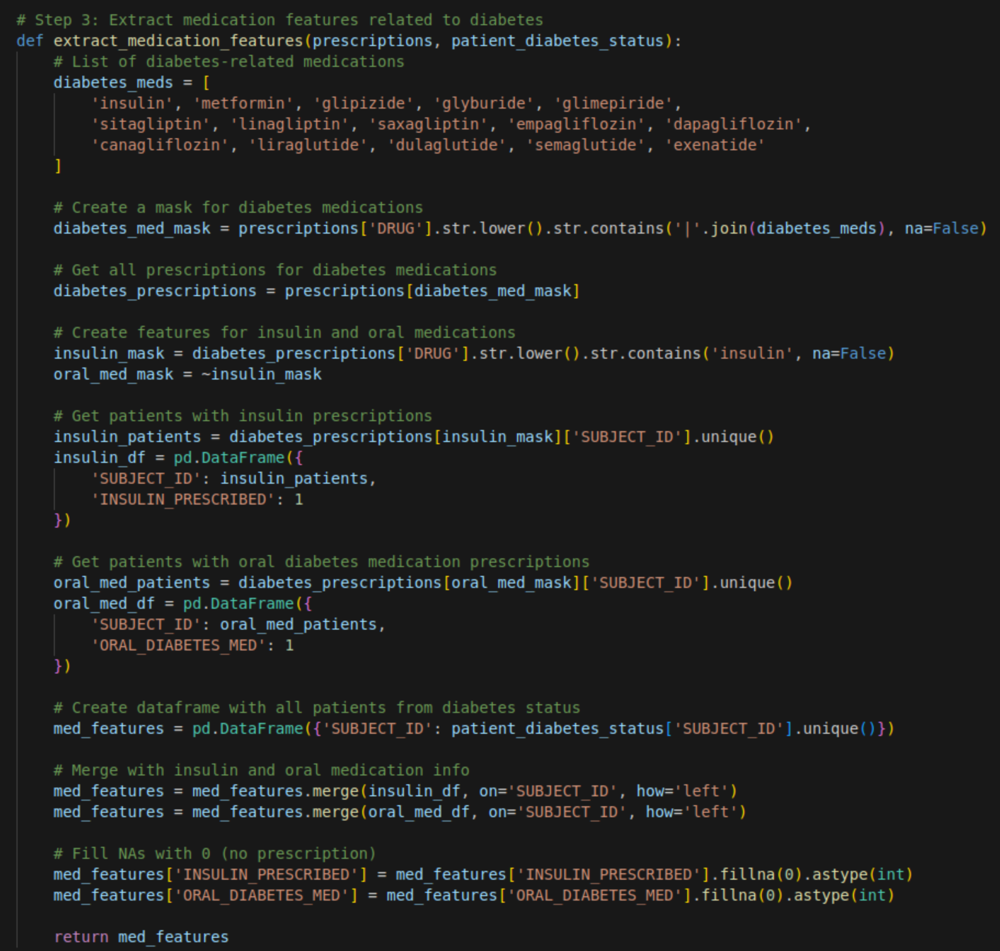 # Step 3: Extract medication features related to diabetes
def extract_medication_features(prescriptions, patient_diabetes_status):
    # List of diabetes-related medications
    diabetes_meds = [
        'insulin', 'metformin', 'glipizide', 'glyburide', 'glimepiride',
        'sitagliptin', 'linagliptin', 'saxagliptin', 'empagliflozin', 'dapagliflozin',
        'canagliflozin', 'liraglutide', 'dulaglutide', 'semaglutide', 'exenatide'
    ]

    # Create a mask for diabetes medications
    diabetes_med_mask = prescriptions['DRUG'].str.lower().str.contains('|'.join(diabetes_meds), na=False)

    # Get all prescriptions for diabetes medications
    diabetes_prescriptions = prescriptions[diabetes_med_mask]

    # Create features for insulin and oral medications
    insulin_mask = diabetes_prescriptions['DRUG'].str.lower().str.contains('insulin', na=False)
    oral_med_mask = ~insulin_mask

    # Get patients with insulin prescriptions
    insulin_patients = diabetes_prescriptions[insulin_mask]['SUBJECT_ID'].unique()
    insulin_df = pd.DataFrame({
        'SUBJECT_ID': insulin_patients,
        'INSULIN_PRESCRIBED': 1
    })

    # Get patients with oral diabetes medication prescriptions
    oral_med_patients = diabetes_prescriptions[oral_med_mask]['SUBJECT_ID'].unique()
    oral_med_df = pd.DataFrame({
        'SUBJECT_ID': oral_med_patients,
        'ORAL_DIABETES_MED': 1
    })

    # Create dataframe with all patients from diabetes status
    med_features = pd.DataFrame({'SUBJECT_ID': patient_diabetes_status['SUBJECT_ID'].unique()})

    # Merge with insulin and oral medication info
    med_features = med_features.merge(insulin_df, on='SUBJECT_ID', how='left')
    med_features = med_features.merge(oral_med_df, on='SUBJECT_ID', how='left')

    # Fill NAs with 0 (no prescription)
    med_features['INSULIN_PRESCRIBED'] = med_features['INSULIN_PRESCRIBED'].fillna(0).astype(int)
    med_features['ORAL_DIABETES_MED'] = med_features['ORAL_DIABETES_MED'].fillna(0).astype(int)

    return med_features